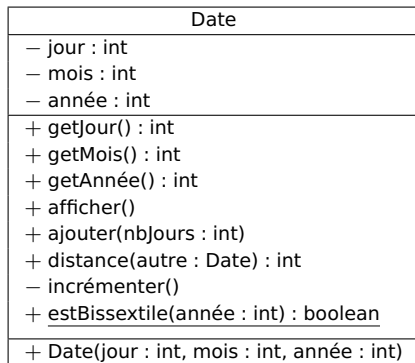 Date
− jour : int
− mois : int
− année : int
+ getJour() : int
+ getMois() : int
+ getAnnée() : int
+ afficher()
+ ajouter(nbJours : int)
+ distance(autre : Date) : int
− incrémenter()
+ estBissextile(année : int) : boolean
+ Date(jour : int, mois : int, année : int)